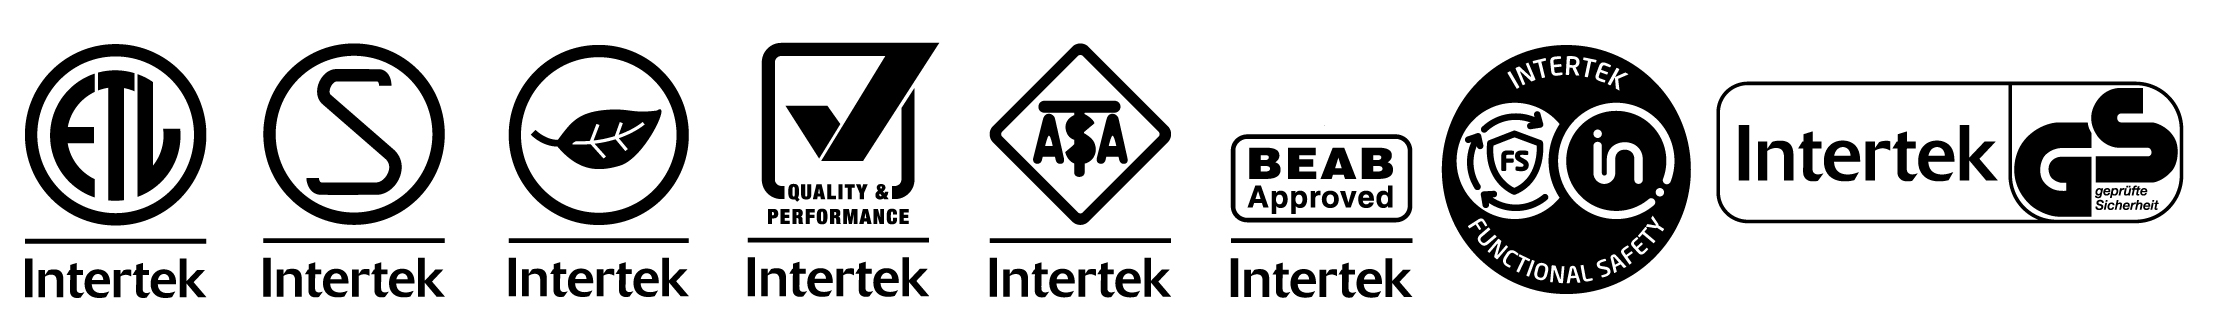 ETL
Intertek
S
Intertek
Intertek
QUALITY &
PERFORMANCE
Intertek
ASTA
Intertek
BEAB
Approved
Intertek
INTERTEK
FS
in
FUNCTIONAL SAFETY
Intertek
GS
geprüfte
Sicherheit